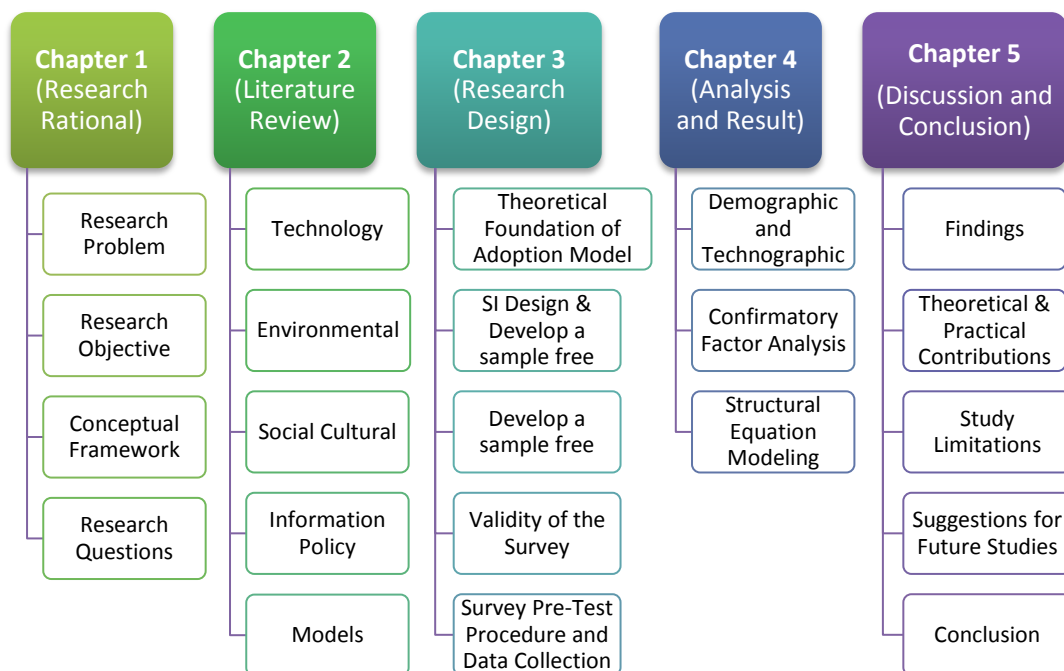 Chapter 1
(Research
Rational)
Research
Problem
Research
Objective
Conceptual
Framework
Research
Questions
Chapter 2
(Literature
Review)
Technology
Environmental
Social Cultural
Information
Policy
Models
Chapter 3
(Research
Design)
Theoretical
Foundation of
Adoption Model
SI Design &
Develop a
sample free
Develop a
sample free
Validity of the
Survey
Survey Pre-Test
Procedure and
Data Collection
Chapter 4
(Analysis
and Result)
Demographic
and
Technographic
Confirmatory
Factor Analysis
Structural
Equation
Modeling
Chapter 5
(Discussion and
Conclusion)
Findings
Theoretical &
Practical
Contributions
Study
Limitations
Suggestions for
Future Studies
Conclusion